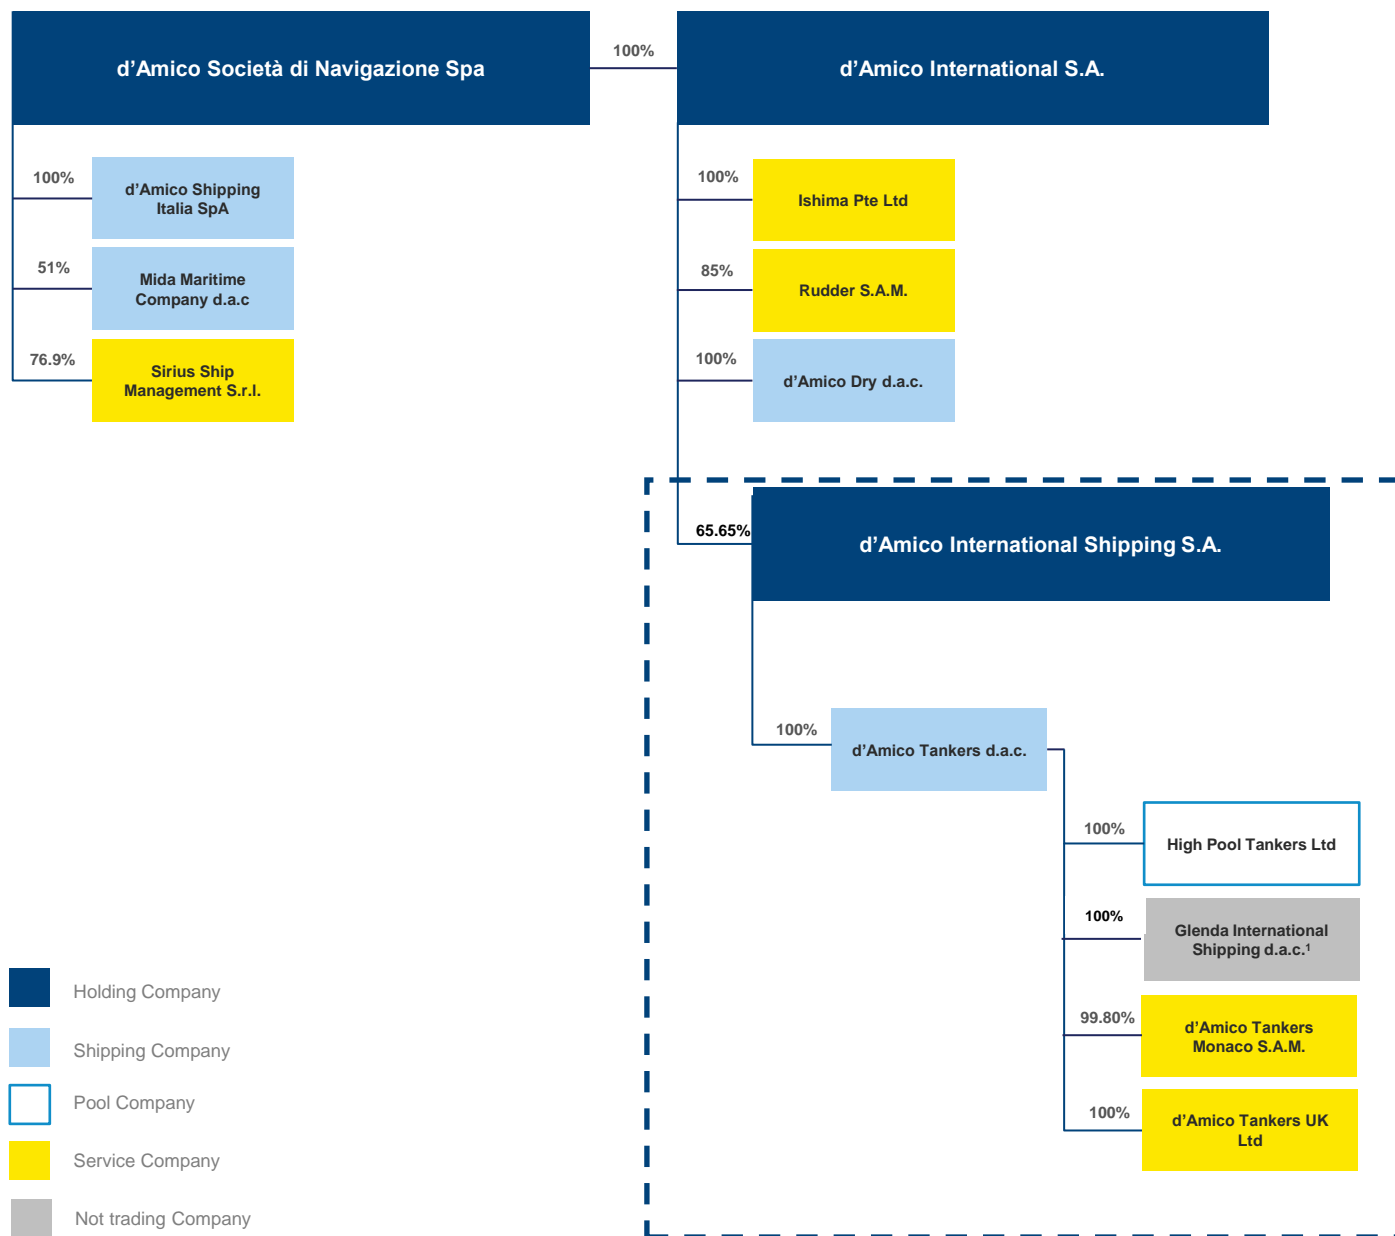 d’Amico Società di Navigazione Spa
100%
d’Amico International S.A.
100%
d’Amico Shipping
Italia SpA
51%
Mida Maritime
Company d.a.c
76.9%
Sirius Ship
Management S.r.l.
100%
Ishima Pte Ltd
85%
Rudder S.A.M.
100%
d’Amico Dry d.a.c.
65.65%
d’Amico International Shipping S.A.
100%
d’Amico Tankers d.a.c.
100%
High Pool Tankers Ltd
100%
Glenda International
Shipping d.a.c.¹
99.80%
d’Amico Tankers
Monaco S.A.M.
100%
d’Amico Tankers UK
Ltd
Holding Company
Shipping Company
Pool Company
Service Company
Not trading Company